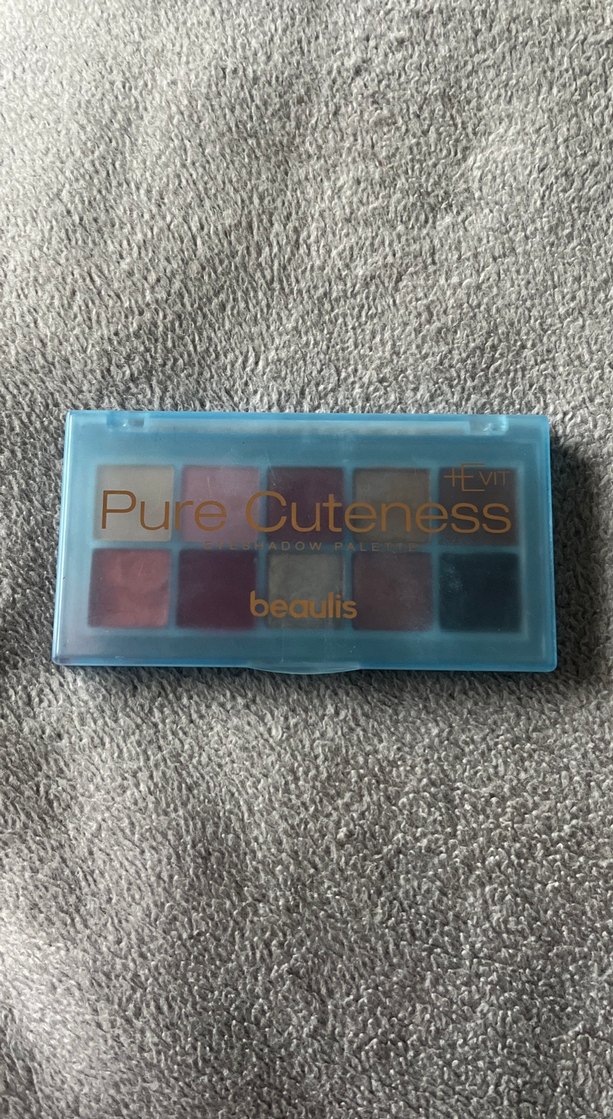 +E VIT
Pure Cuteness
EYESHADOW PALETTE
beaulis